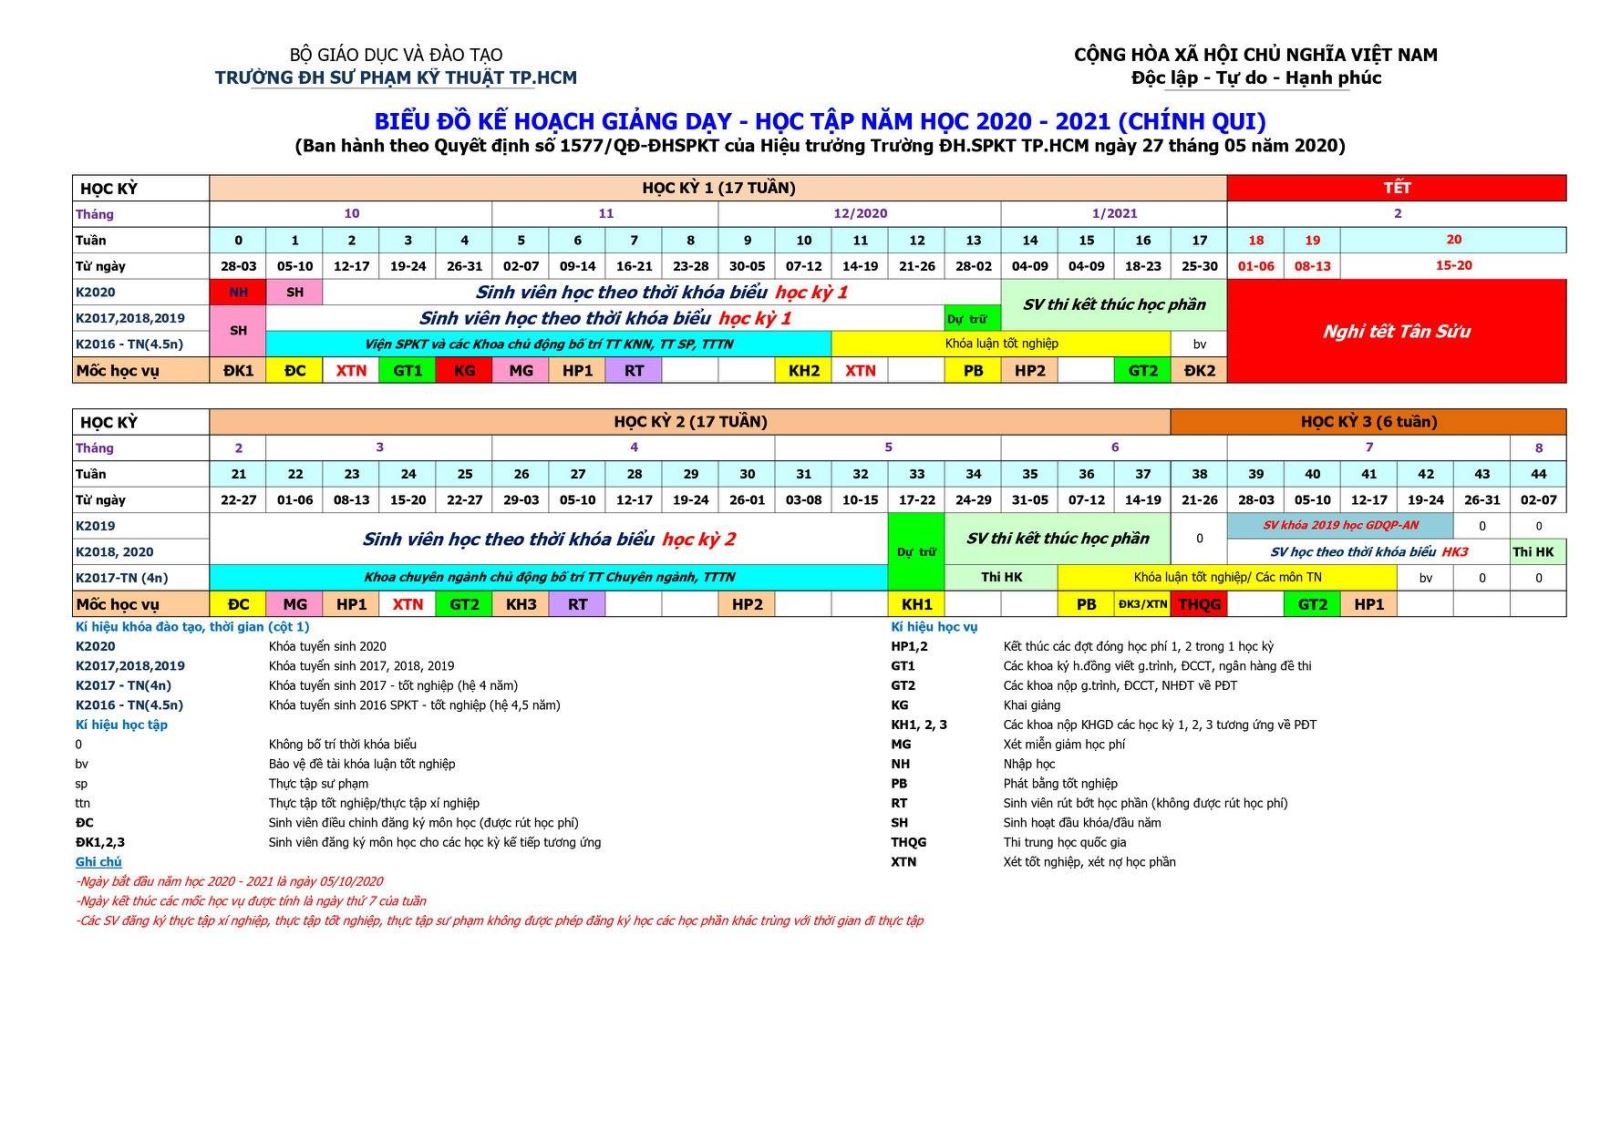 BỘ GIÁO DỤC VÀ ĐÀO TẠO
TRƯỜNG ĐH SƯ PHẠM KỸ THUẬT TP.HCM
CỘNG HÒA XÃ HỘI CHỦ NGHĨA VIỆT NAM
Độc lập - Tự do - Hạnh phúc
BIỂU ĐỒ KẾ HOẠCH GIẢNG DẠY - HỌC TẬP NĂM HỌC 2020 - 2021 (CHÍNH QUI)
(Ban hành theo Quyết định số 1577/QĐ-ĐHSPKT của Hiệu trưởng Trường ĐH.SPKT TP.HCM ngày 27 tháng 05 năm 2020)
HỌC KỲ HỌC KỲ 1 (17 TUẦN) TẾT
Tháng 10 11 12/2020 1/2021 2
Tuần 0 1 2 3 4 5 6 7 8 9 10 11 12 13 14 15 16 17 18 19 20
Từ ngày 28-03 05-10 12-17 19-24 26-31 02-07 09-14 16-21 23-28 30-05 07-12 14-19 21-26 28-02 04-09 04-09 18-23 25-30 01-06 08-13 15-20
K2020 NH SH Sinh viên học theo thời khóa biểu học kỳ 1 SV thi kết thúc học phần
K2017,2018,2019 SH Sinh viên học theo thời khóa biểu học kỳ 1 Dự trữ
Nghỉ tết Tân Sửu
K2016 - TN(4.5n) Viện SPKT và các Khoa chủ động bố trí TT KNN, TT SP, TTTN Khóa luận tốt nghiệp bv
Mốc học vụ ĐK1 ĐC XTN GT1 KG MG HP1 RT KH2 XTN PB HP2 GT2 ĐK2
HỌC KỲ HỌC KỲ 2 (17 TUẦN) HỌC KỲ 3 (6 tuần)
Tháng 2 3 4 5 6 7 8
Tuần 21 22 23 24 25 26 27 28 29 30 31 32 33 34 35 36 37 38 39 40 41 42 43 44
Từ ngày 22-27 01-06 08-13 15-20 22-27 29-03 05-10 12-17 19-24 26-01 03-08 10-15 17-22 24-29 31-05 07-12 14-19 21-26 28-03 05-10 12-17 19-24 26-31 02-07
K2019 Sinh viên học theo thời khóa biểu học kỳ 2 SV thi kết thúc học phần 0 SV khóa 2019 học GDQP-AN 0 0
K2018, 2020 Dự trữ SV học theo thời khóa biểu HK3 Thi HK
K2017-TN (4n) Khoa chuyên ngành chủ động bố trí TT Chuyên ngành, TTTN Thi HK Khóa luận tốt nghiệp/ Các môn TN bv 0 0
Mốc học vụ ĐC MG HP1 XTN GT2 KH3 RT HP2 KH1 PB ĐK3/XTN THQG GT2 HP1
Kí hiệu khóa đào tạo, thời gian (cột 1)
K2020 Khóa tuyển sinh 2020
K2017,2018,2019 Khóa tuyển sinh 2017, 2018, 2019
K2017 - TN(4n) Khóa tuyển sinh 2017 - tốt nghiệp (hệ 4 năm)
K2016 - TN(4.5n) Khóa tuyển sinh 2016 SPKT - tốt nghiệp (hệ 4,5 năm)
Kí hiệu học tập
0 Không bố trí thời khóa biểu
bv Bảo vệ đề tài khóa luận tốt nghiệp
sp Thực tập sư phạm
ttn Thực tập tốt nghiệp/thực tập xí nghiệp
ĐC Sinh viên điều chỉnh đăng ký môn học (được rút học phí)
ĐK1,2,3 Sinh viên đăng ký môn học cho các học kỳ kế tiếp tương ứng
Kí hiệu học vụ
HP1,2 Kết thúc các đợt đóng học phí 1, 2 trong 1 học kỳ
GT1 Các khoa ký h.đồng viết g.trình, ĐCCT, ngân hàng đề thi
GT2 Các khoa nộp g.trình, ĐCCT, NHĐT về PĐT
KG Khai giảng
KH1, 2, 3 Các khoa nộp KHGD các học kỳ 1, 2, 3 tương ứng về PĐT
MG Xét miễn giảm học phí
NH Nhập học
PB Phát bằng tốt nghiệp
RT Sinh viên rút bớt học phần (không được rút học phí)
SH Sinh hoạt đầu khóa/đầu năm
THQG Thi trung học quốc gia
XTN Xét tốt nghiệp, xét nợ học phần
Ghi chú
-Ngày bắt đầu năm học 2020 - 2021 là ngày 05/10/2020
-Ngày kết thúc các mốc học vụ được tính là ngày thứ 7 của tuần
-Các SV đăng ký thực tập xí nghiệp, thực tập tốt nghiệp, thực tập sư phạm không được phép đăng ký học các học phần khác trùng với thời gian đi thực tập